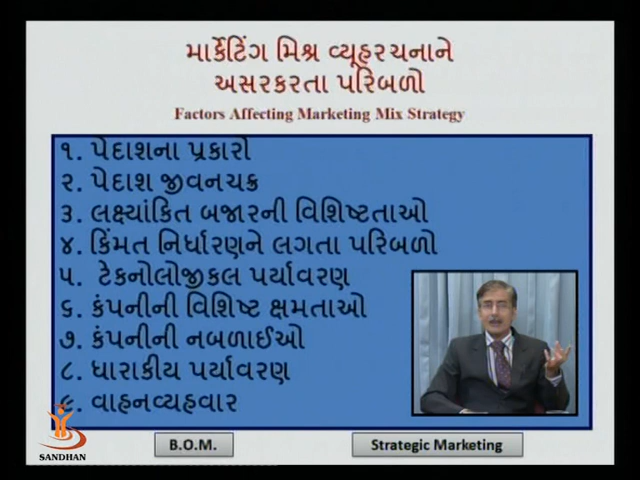 માર્કેટિંગ મિશ્ર વ્યૂહરચનાને
અસરકરતા પરિબળો
Factors Affecting Marketing Mix Strategy
૧. પેદાશના પ્રકારો
૨. પેદાશ જીવનચક્ર
૩. લક્ષ્યાંકિત બજારની વિશિષ્ટતાઓ
૪. કિંમત નિર્ધારણને લગતા પરિબળો
૫. ટેકનોલોજીકલ પર્યાવરણ
૬. કંપનીની વિશિષ્ટ ક્ષમતાઓ
૭. કંપનીની નબળાઈઓ
૮. ધારાકીય પર્યાવરણ
૯. વાહનવ્યહવાર
SANDHAN
B.O.M.
Strategic Marketing